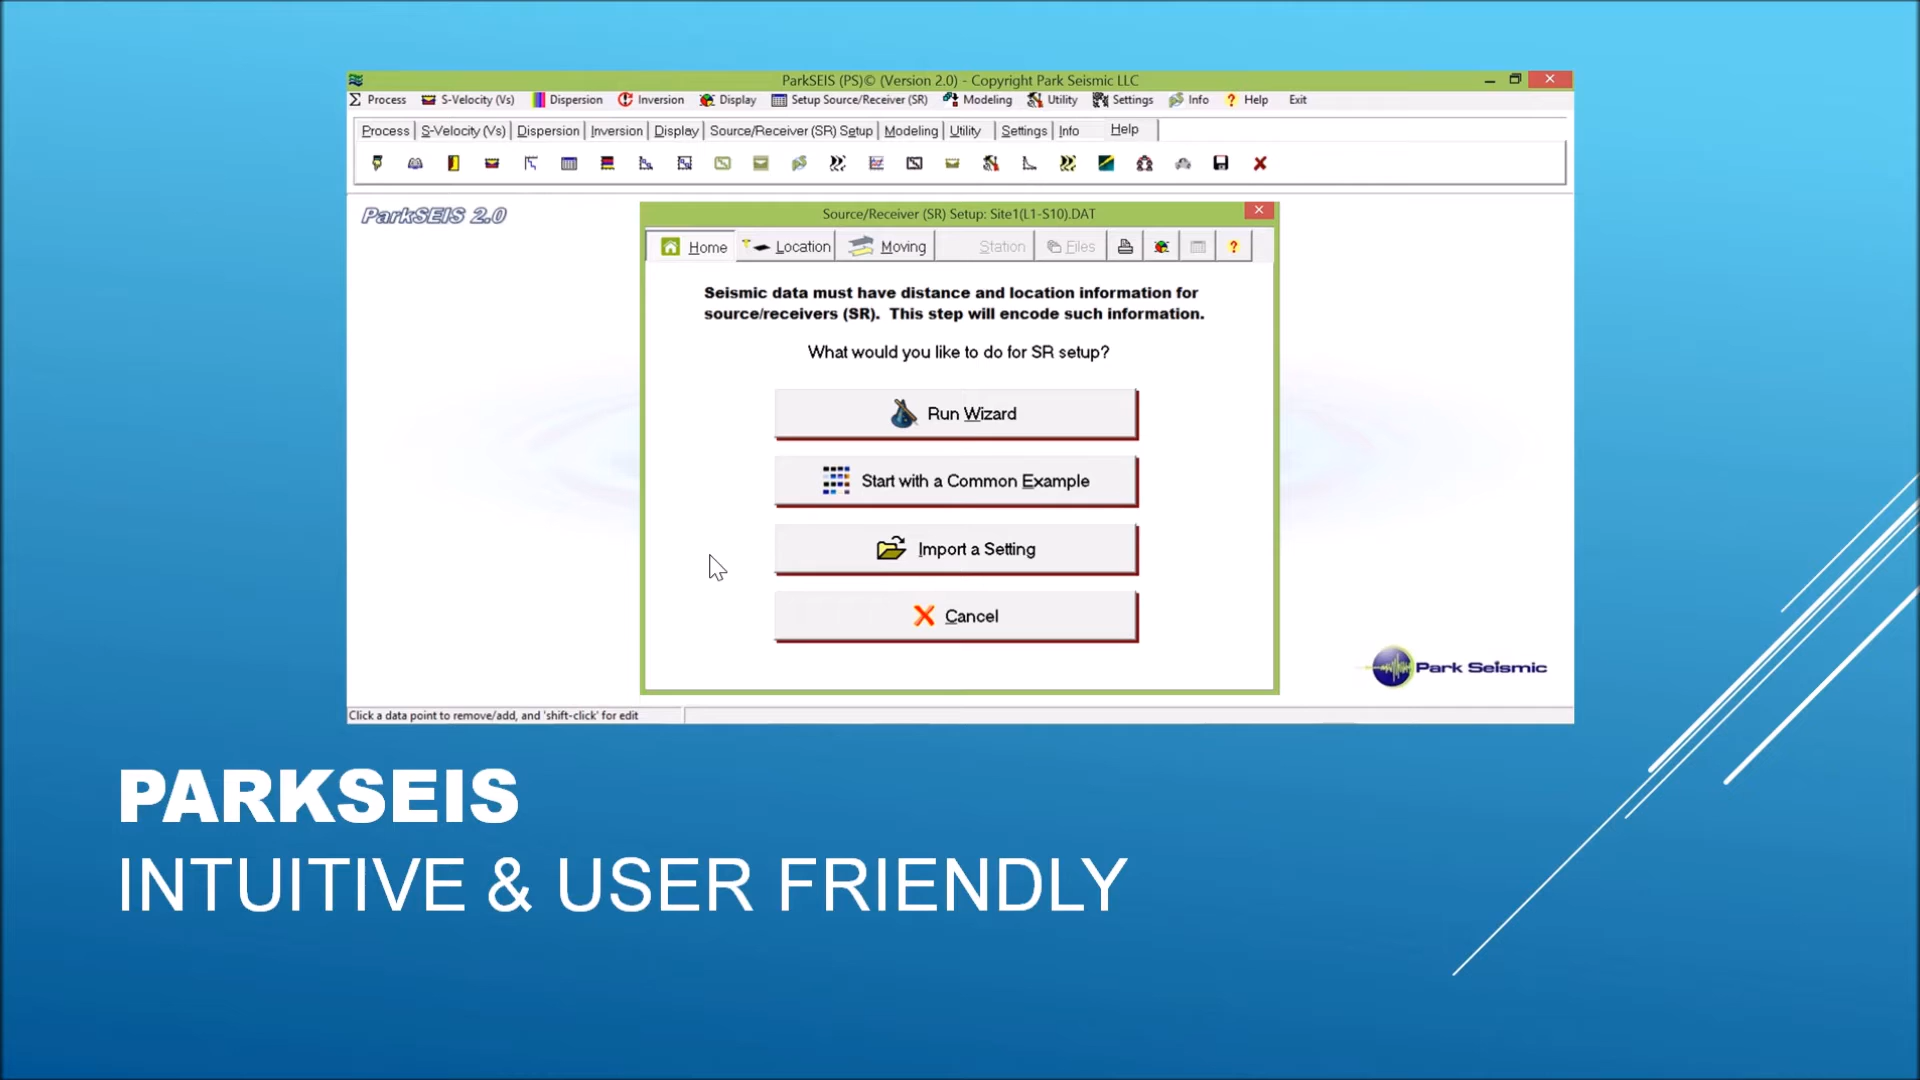 ParkSEIS (PS)© (Version 2.0) - Copyright Park Seismic LLC
Process S-Velocity (Vs) Dispersion Inversion Display Setup Source/Receiver (SR) Modeling Utility Settings Info Help Exit
Process S-Velocity (Vs) Dispersion Inversion Display Source/Receiver (SR) Setup Modeling Utility Settings Info Help
ParkSEIS 2.0
Source/Receiver (SR) Setup: Site1(L1-S10).DAT
Home Location Moving Station Files
Seismic data must have distance and location information for
source/receivers (SR). This step will encode such information.
What would you like to do for SR setup?
Run Wizard
Start with a Common Example
Import a Setting
Cancel
Park Seismic
Click a data point to remove/add, and 'shift-click' for edit
PARKSEIS
INTUITIVE & USER FRIENDLY